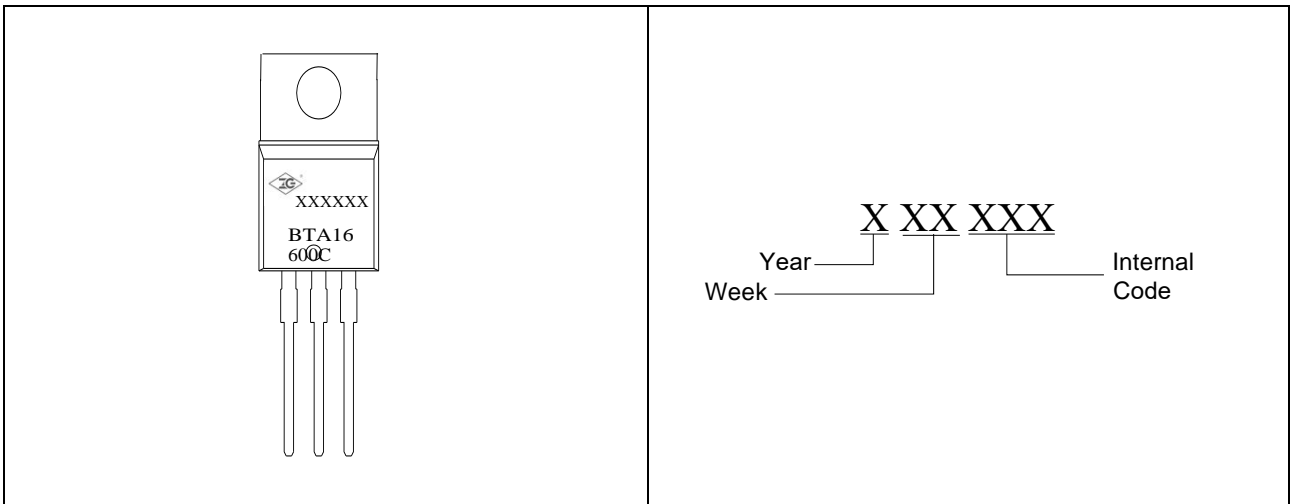 XXXXXX
BTA16
600C
X XX XXX
Year
Week
Internal
Code